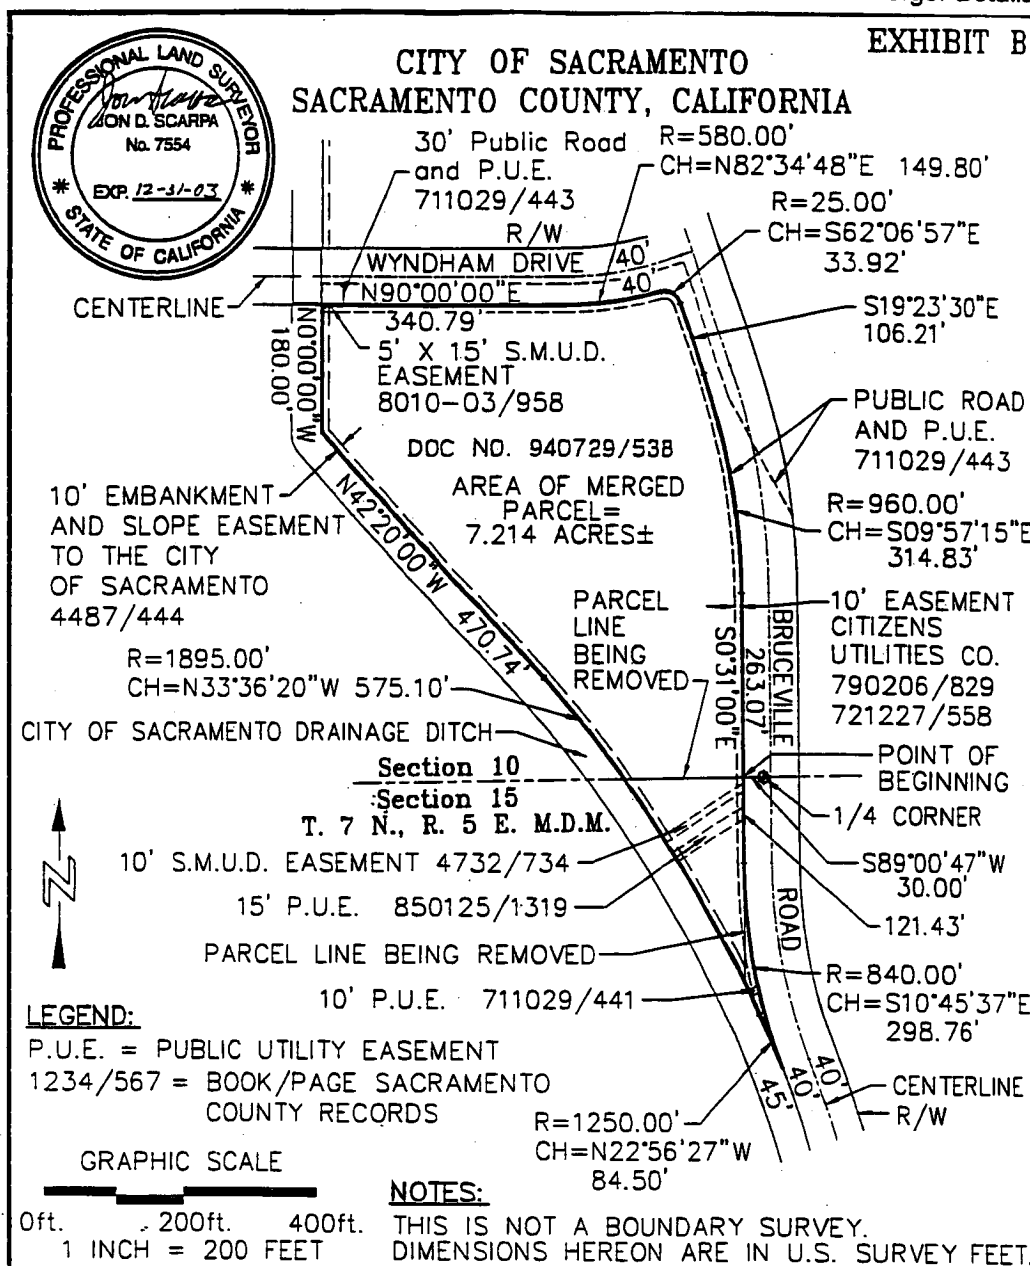 EXHIBIT B
CITY OF SACRAMENTO
SACRAMENTO COUNTY, CALIFORNIA
PROFESSIONAL LAND SURVEYOR
JON D. SCARPA
No. 7554
EXP. 12-31-03
STATE OF CALIFORNIA
30' Public Road
and P.U.E.
711029/443
R=580.00'
CH=N82°34'48"E 149.80'
R=25.00'
CH=S62°06'57"E
33.92'
R/W
WYNDHAM DRIVE
40'
40'
CENTERLINE
N90°00'00"E
340.79'
S19°23'30"E
106.21'
N0°00'00"W
180.00'
5' X 15' S.M.U.D.
EASEMENT
8010-03/958
PUBLIC ROAD
AND P.U.E.
711029/443
DOC NO. 940729/538
AREA OF MERGED
PARCEL=
7.214 ACRES±
10' EMBANKMENT
AND SLOPE EASEMENT
TO THE CITY
OF SACRAMENTO
4487/444
N42°20'00"W 470.74'
R=960.00'
CH=S09°57'15"E
314.83'
PARCEL
LINE
BEING
REMOVED
S0°31'00"E
263.07'
BRUCEVILLE
ROAD
10' EASEMENT
CITIZENS
UTILITIES CO.
790206/829
721227/558
R=1895.00'
CH=N33°36'20"W 575.10'
CITY OF SACRAMENTO DRAINAGE DITCH
Section 10
Section 15
T. 7 N., R. 5 E. M.D.M.
POINT OF
BEGINNING
1/4 CORNER
10' S.M.U.D. EASEMENT 4732/734
S89°00'47"W
30.00'
15' P.U.E. 850125/1319
121.43'
PARCEL LINE BEING REMOVED
10' P.U.E. 711029/441
R=840.00'
CH=S10°45'37"E
298.76'
LEGEND:
P.U.E. = PUBLIC UTILITY EASEMENT
1234/567 = BOOK/PAGE SACRAMENTO
COUNTY RECORDS
45'
40'
40'
CENTERLINE
R/W
R=1250.00'
CH=N22°56'27"W
84.50'
GRAPHIC SCALE
0ft. 200ft. 400ft.
1 INCH = 200 FEET
NOTES:
THIS IS NOT A BOUNDARY SURVEY.
DIMENSIONS HEREON ARE IN U.S. SURVEY FEET.